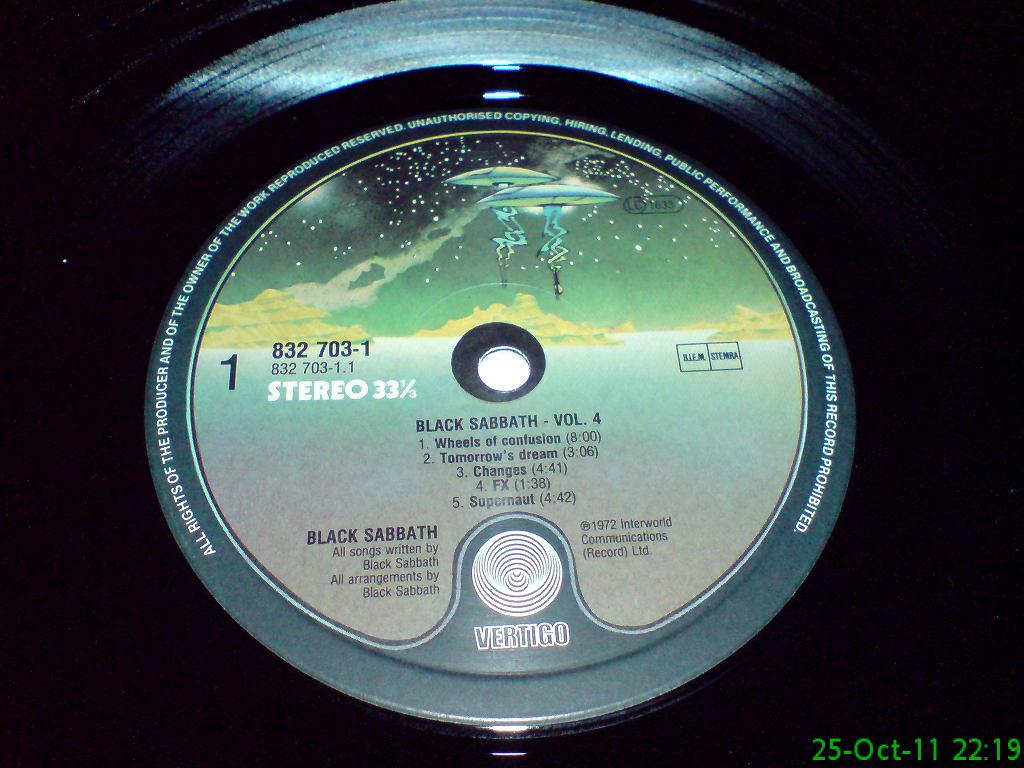 ALL RIGHTS OF THE PRODUCER AND OF THE OWNER OF THE WORK REPRODUCED RESERVED. UNAUTHORISED COPYING, HIRING, LENDING, PUBLIC PERFORMANCE AND BROADCASTING OF THIS RECORD PROHIBITED.
LC 1633
1
832 703-1
832 703-1.1
STEREO 33⅓
B.I.E.M. STEMRA
BLACK SABBATH - VOL. 4
1. Wheels of confusion (8:00)
2. Tomorrow's dream (3:06)
3. Changes (4:41)
4. FX (1:38)
5. Supernaut (4:42)
BLACK SABBATH
All songs written by
Black Sabbath
All arrangements by
Black Sabbath
℗1972 Interworld
Communications
(Record) Ltd.
VERTIGO
25-Oct-11 22:19